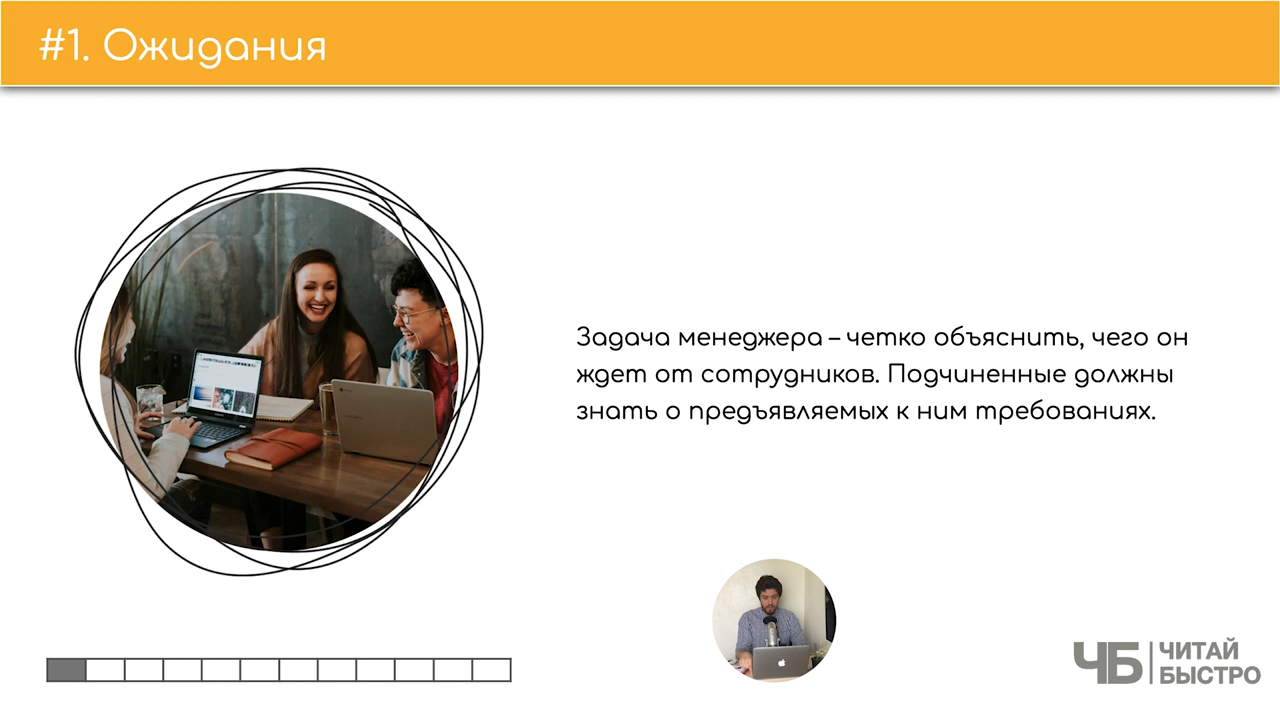 #1. Ожидания
Задача менеджера – четко объяснить, чего он
ждет от сотрудников. Подчиненные должны
знать о предъявляемых к ним требованиях.
ЧБ
ЧИТАЙ
БЫСТРО